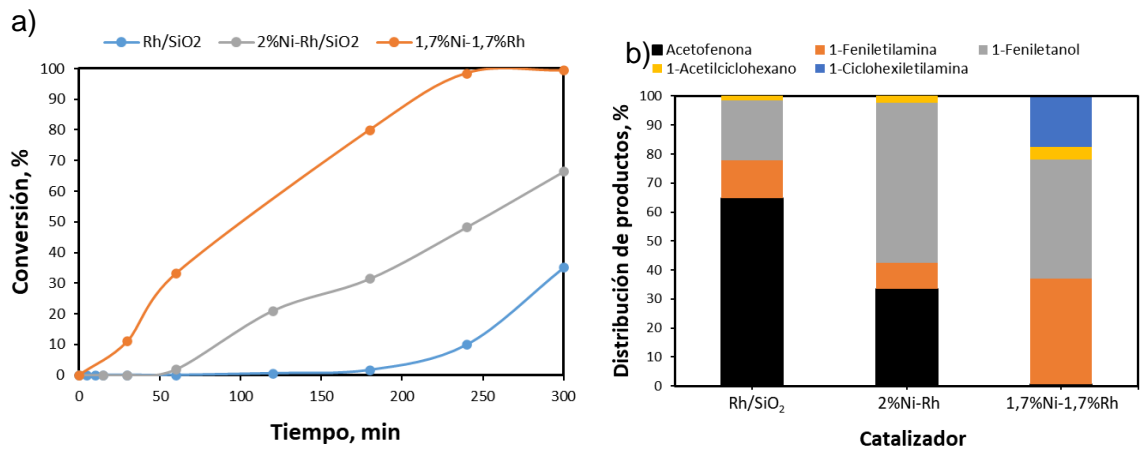 a)
Rh/SiO2 2%Ni-Rh/SiO2 1,7%Ni-1,7%Rh
100
90
80
70
60
50
40
30
20
10
0
0 50 100 150 200 250 300
Conversión, %
Tiempo, min
b)
Acetofenona 1-Feniletilamina 1-Feniletanol
1-Acetilciclohexano 1-Ciclohexiletilamina
100
90
80
70
60
50
40
30
20
10
0
Rh/SiO₂ 2%Ni-Rh 1,7%Ni-1,7%Rh
Distribución de productos, %
Catalizador